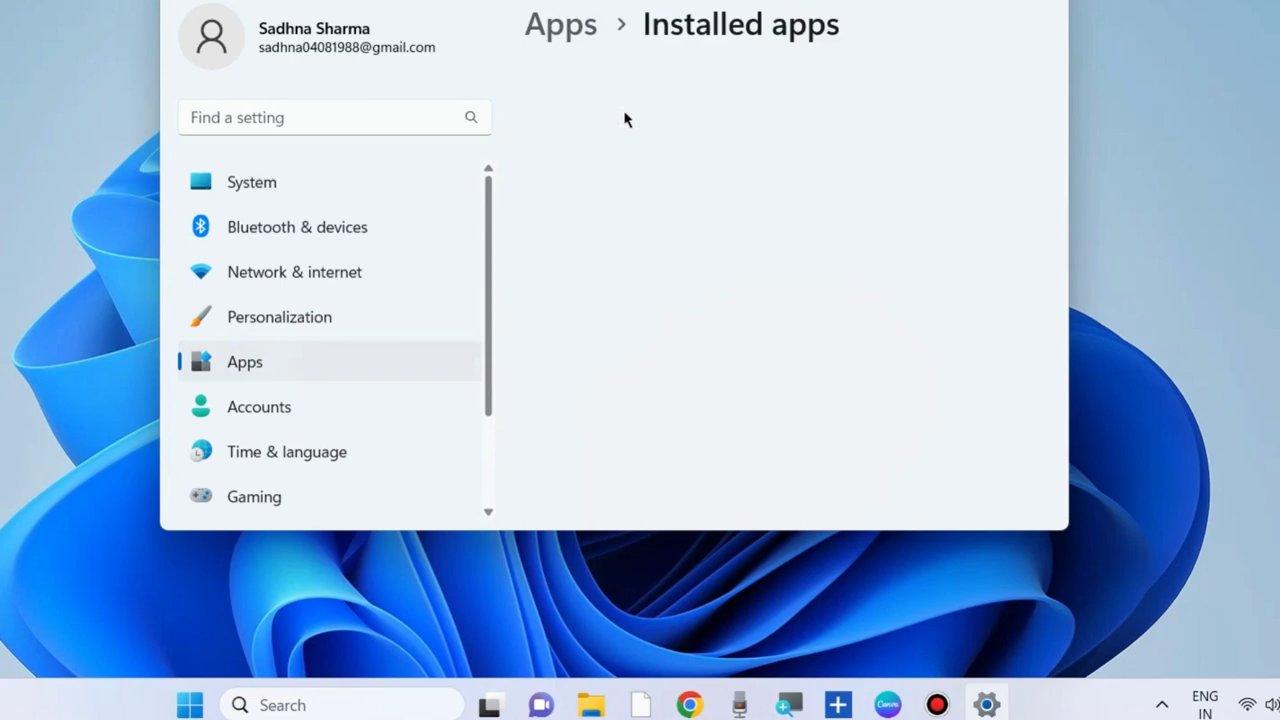 Sadhna Sharma
sadhna04081988@gmail.com
Apps > Installed apps
Find a setting
System
Bluetooth & devices
Network & internet
Personalization
Apps
Accounts
Time & language
Gaming
Search
Canva
ENG
IN